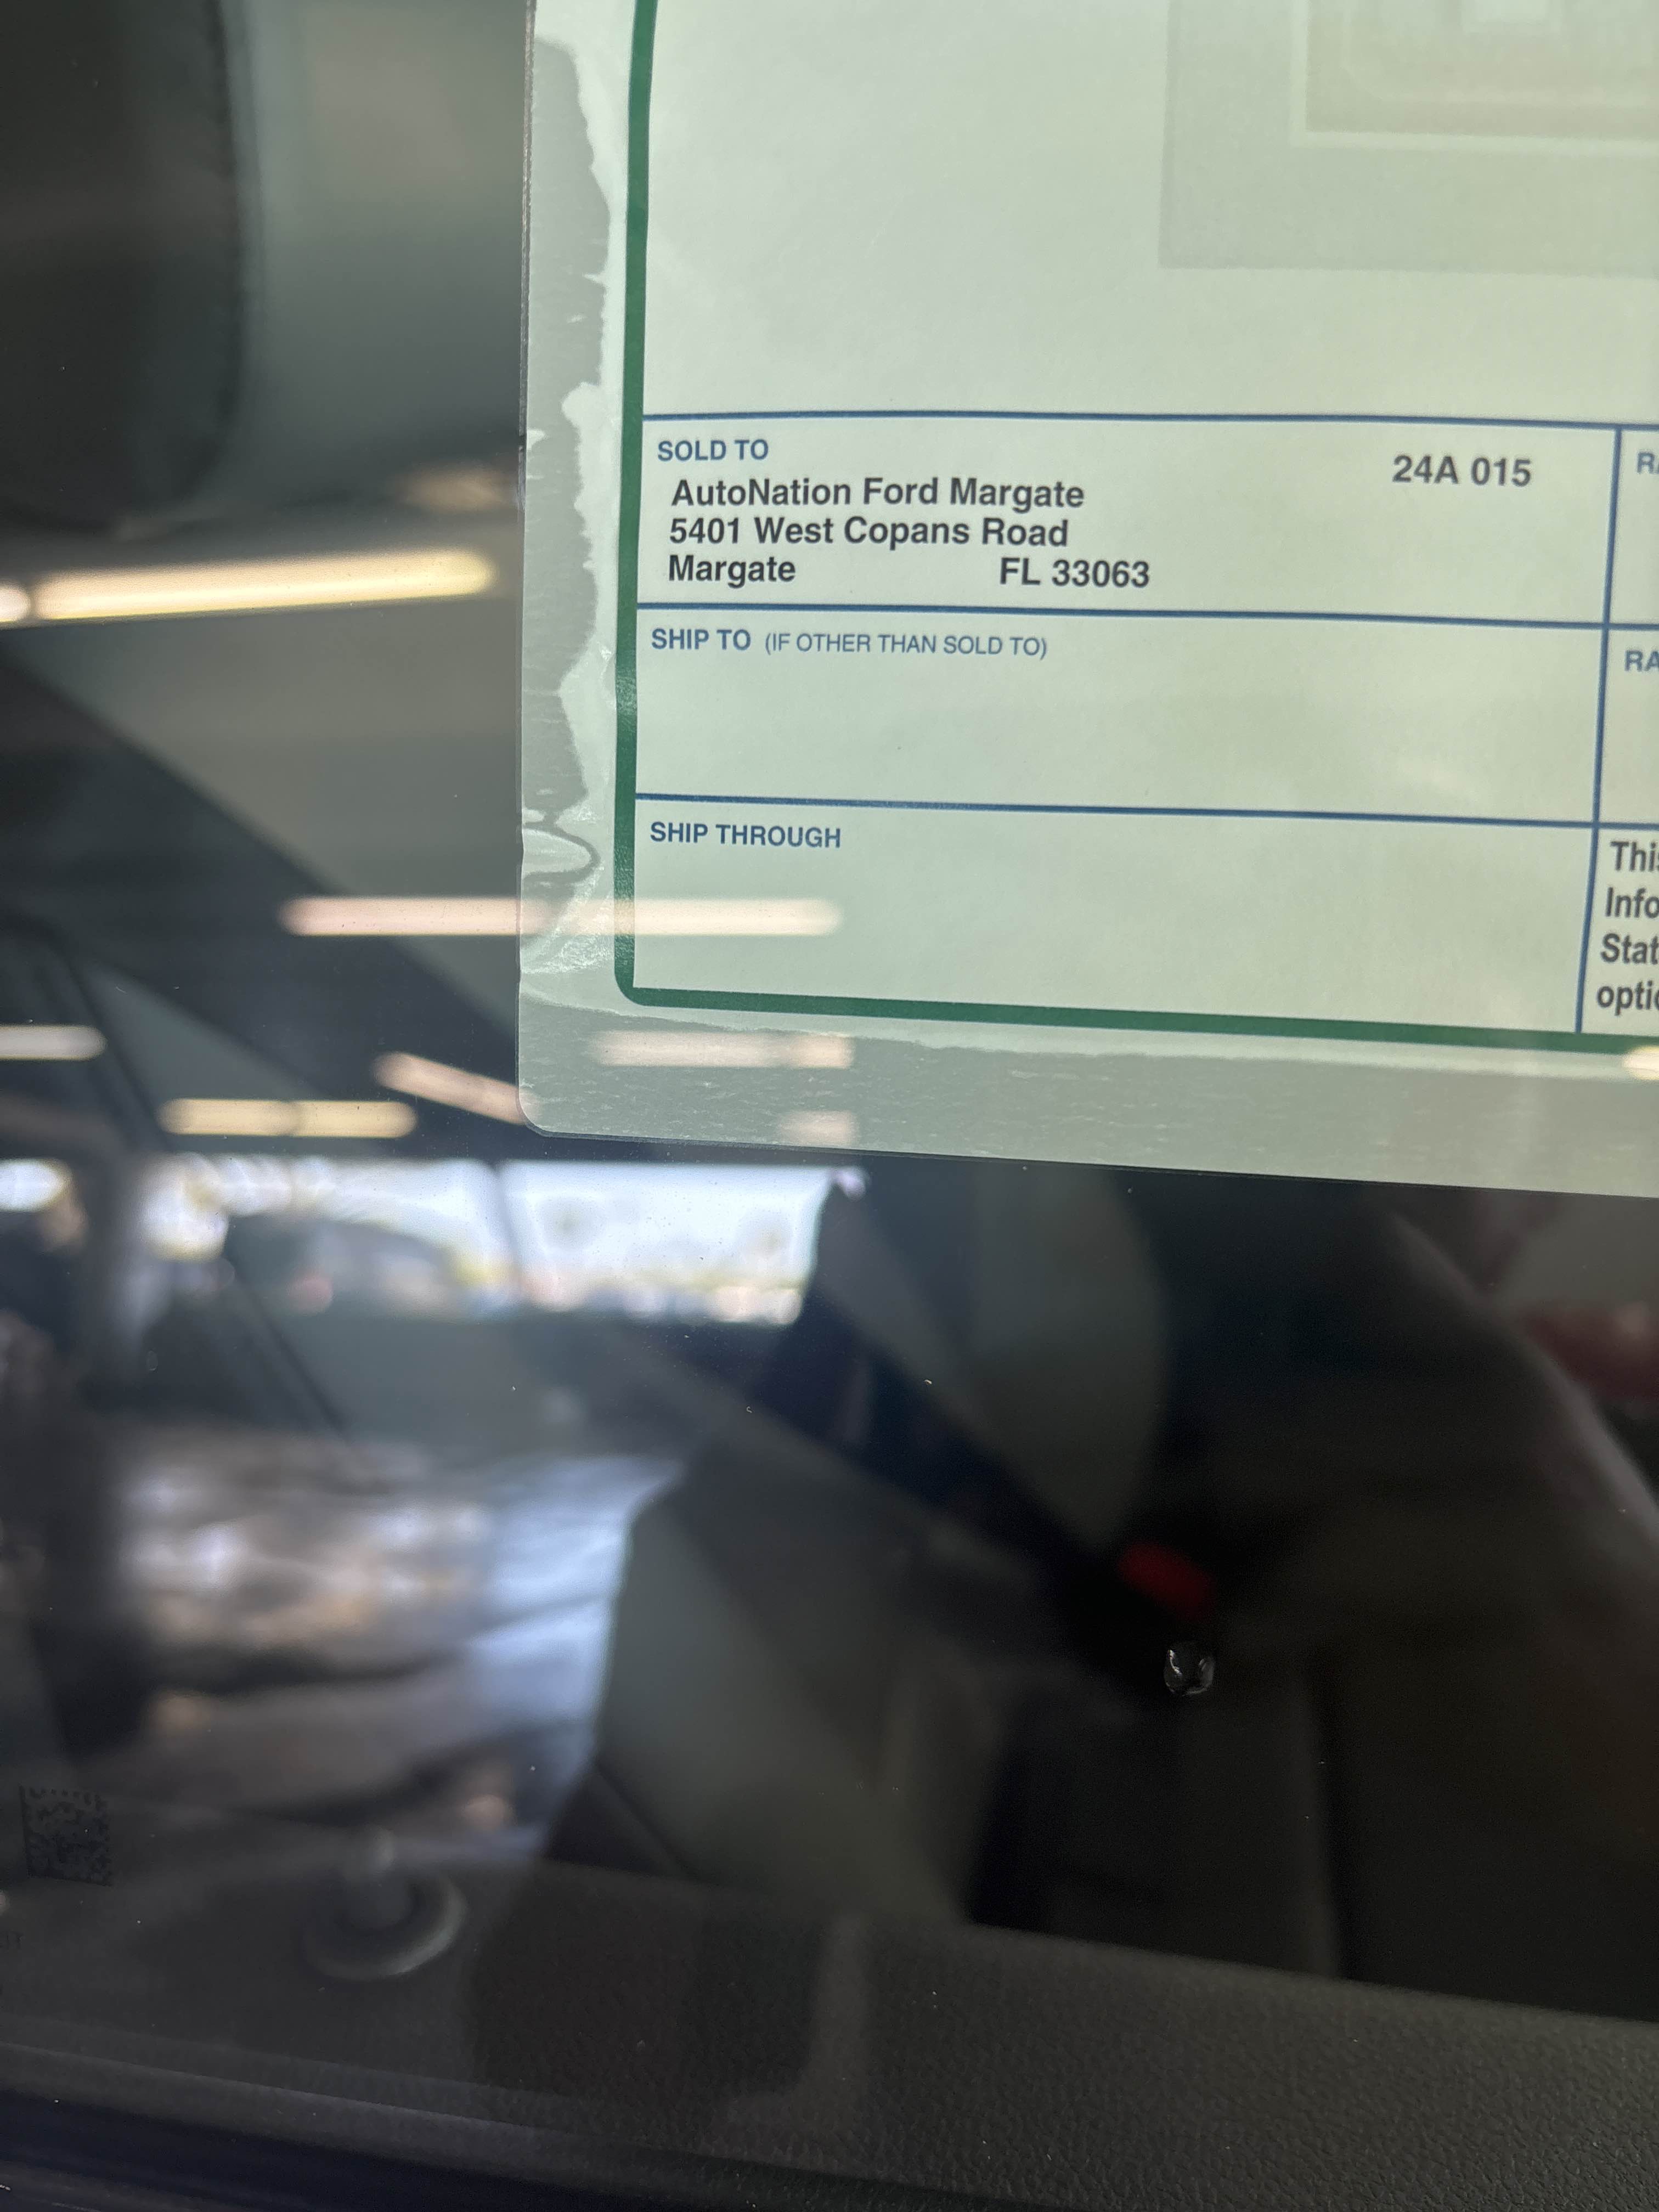 SOLD TO
24A 015
AutoNation Ford Margate
5401 West Copans Road
Margate FL 33063
SHIP TO (IF OTHER THAN SOLD TO)
SHIP THROUGH